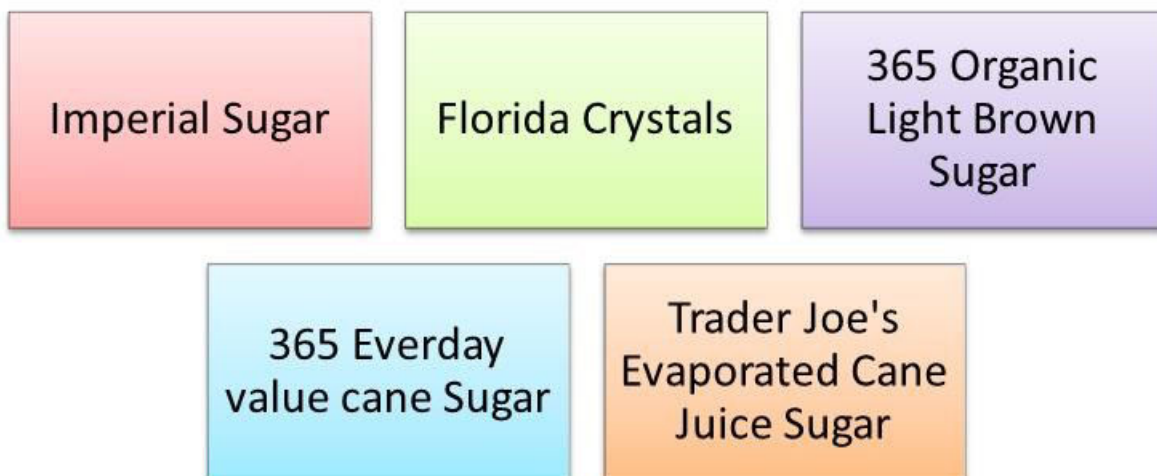 Imperial Sugar
Florida Crystals
365 Organic
Light Brown
Sugar
365 Everday
value cane Sugar
Trader Joe's
Evaporated Cane
Juice Sugar